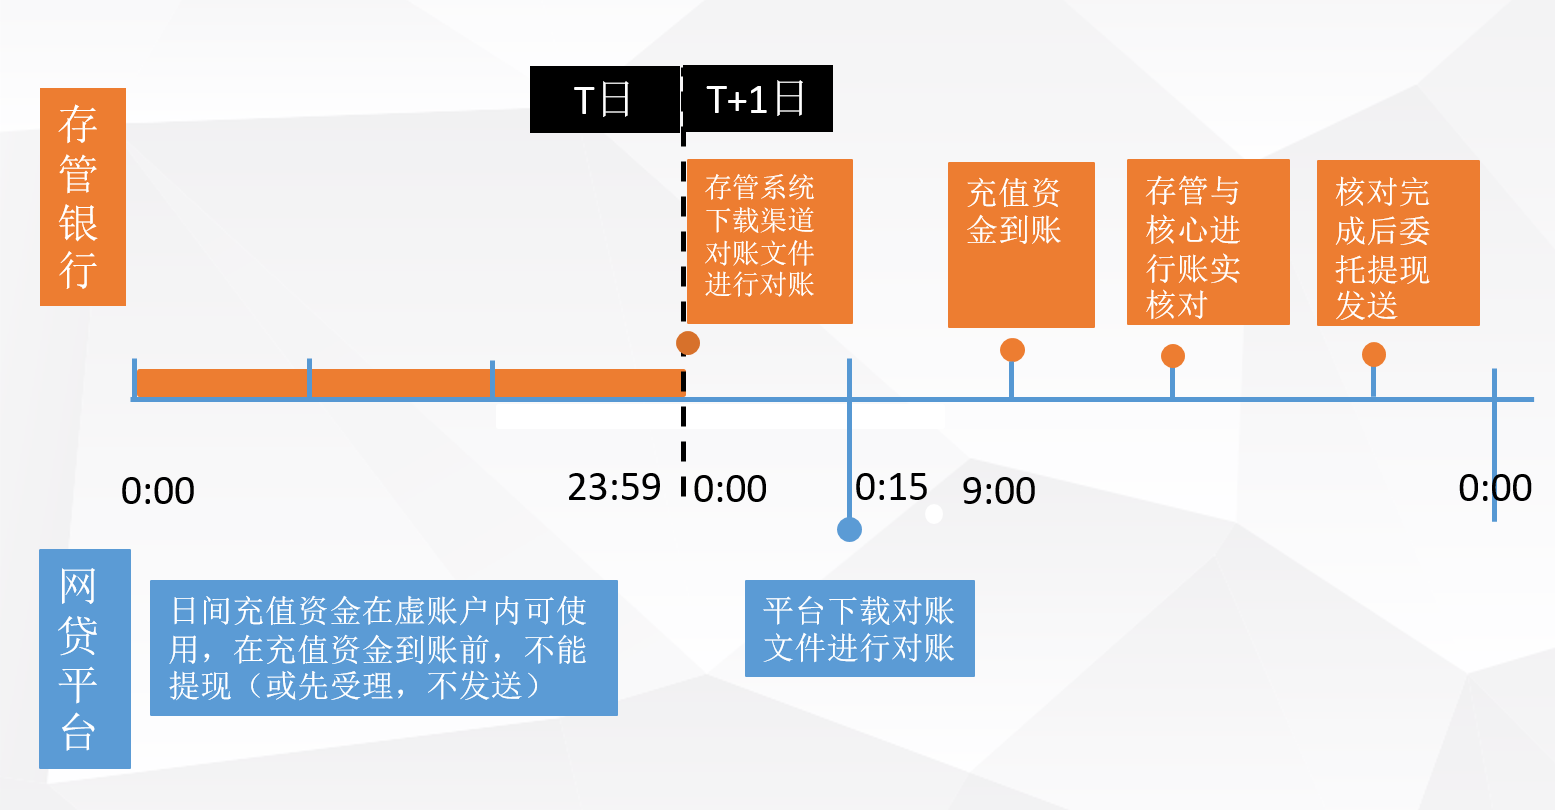 T日
T+1日
存
管
银
行
存管系统
下载渠道
对账文件
进行对账
充值资
金到账
存管与
核心进
行账实
核对
核对完
成后委
托提现
发送
0:00
23:59
0:00
0:15
9:00
0:00
网
贷
平
台
日间充值资金在虚账户内可使
用，在充值资金到账前，不能
提现（或先受理，不发送）
平台下载对账
文件进行对账